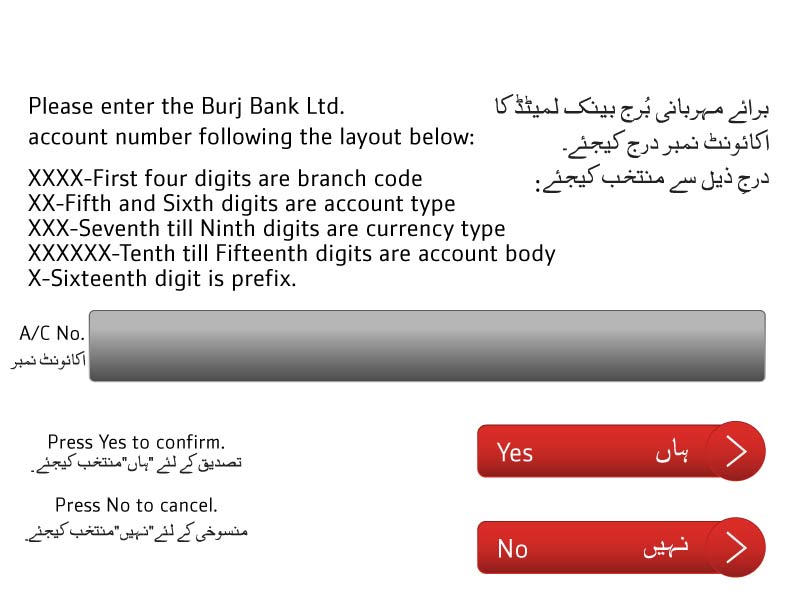 Please enter the Burj Bank Ltd.
account number following the layout below:
برائے مہربانی بُرج بینک لمیٹڈ کا
اکائونٹ نمبر درج کیجئے۔
درجِ ذیل سے منتخب کیجئے:
XXXX-First four digits are branch code
XX-Fifth and Sixth digits are account type
XXX-Seventh till Ninth digits are currency type
XXXXXX-Tenth till Fifteenth digits are account body
X-Sixteenth digit is prefix.
A/C No.
اکائونٹ نمبر
Press Yes to confirm.
تصدیق کے لئے "ہاں" منتخب کیجئے۔
Yes ہاں
Press No to cancel.
منسوخی کے لئے "نہیں" منتخب کیجئے۔
No نہیں